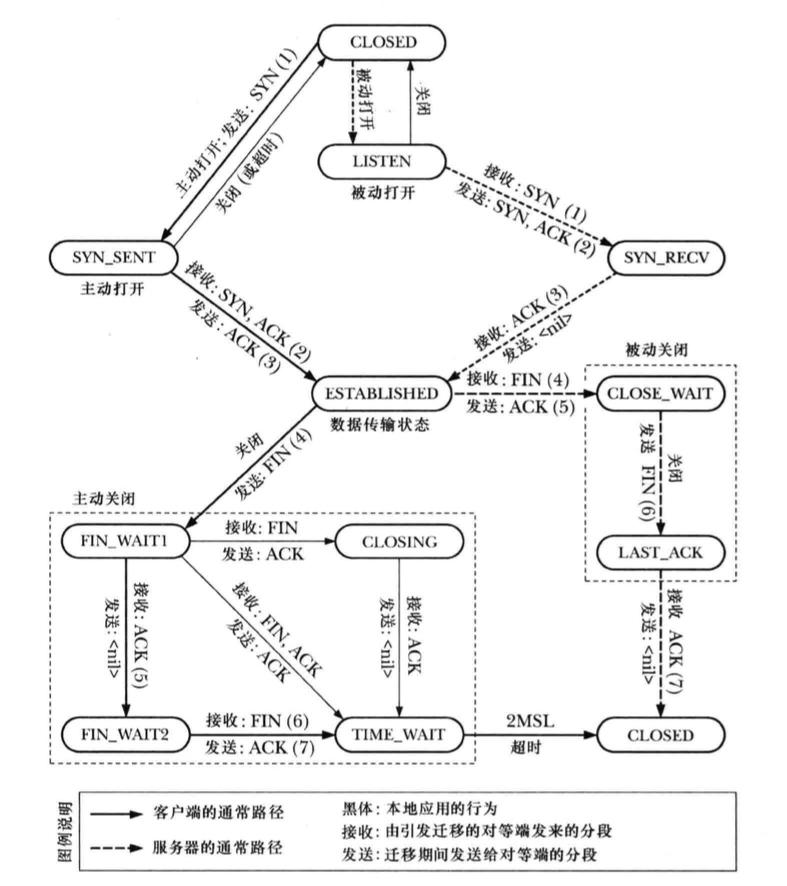 CLOSED
主动打开; 发送: SYN (1)
关闭 (或超时)
被动打开
关闭
LISTEN
被动打开
接收: SYN (1)
发送: SYN, ACK (2)
SYN_SENT
主动打开
SYN_RECV
接收: SYN, ACK (2)
发送: ACK (3)
接收: ACK (3)
发送: <nil>
ESTABLISHED
数据传输状态
接收: FIN (4)
发送: ACK (5)
被动关闭
CLOSE_WAIT
关闭
发送 FIN (6)
LAST_ACK
接收 ACK (7)
发送: <nil>
CLOSED
关闭
发送: FIN (4)
主动关闭
FIN_WAIT1
接收: FIN
发送: ACK
CLOSING
接收: ACK (5)
发送: <nil>
接收: FIN, ACK
发送: ACK
接收: ACK
发送: <nil>
FIN_WAIT2
接收: FIN (6)
发送: ACK (7)
TIME_WAIT
2MSL
超时
图例说明
客户端的通常路径
服务器的通常路径
黑体: 本地应用的行为
接收: 由引发迁移的对等端发来的分段
发送: 迁移期间发送给对等端的分段